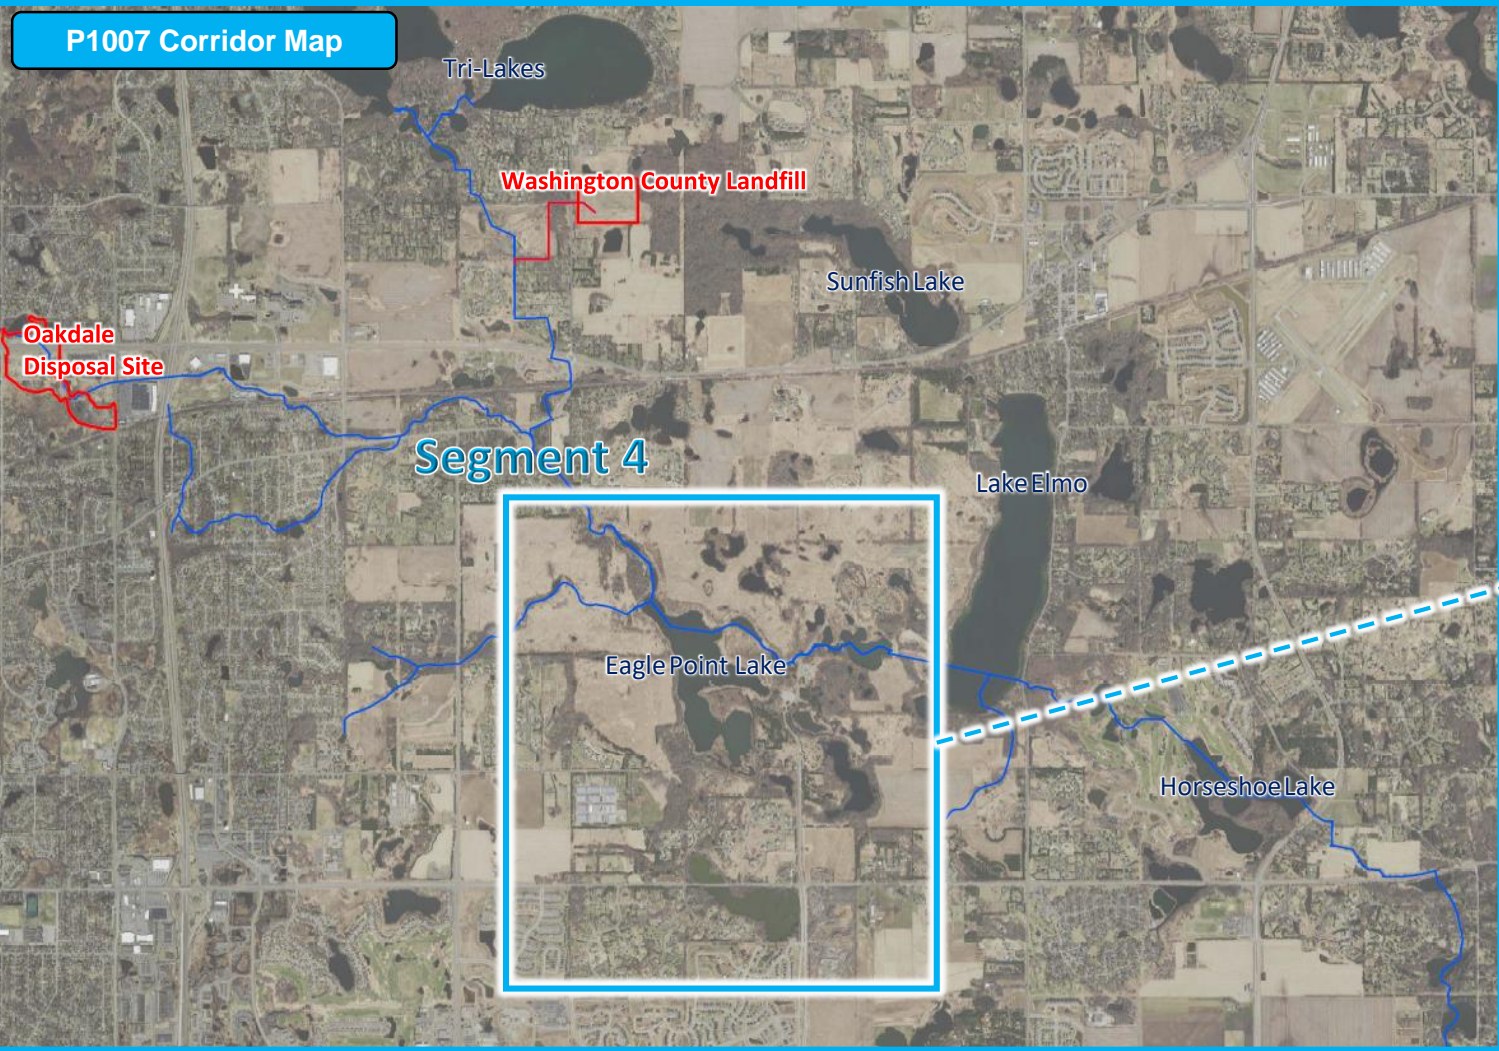 P1007 Corridor Map
Tri-Lakes
Washington County Landfill
Sunfish Lake
Oakdale
Disposal Site
Segment 4
Lake Elmo
Eagle Point Lake
Horseshoe Lake